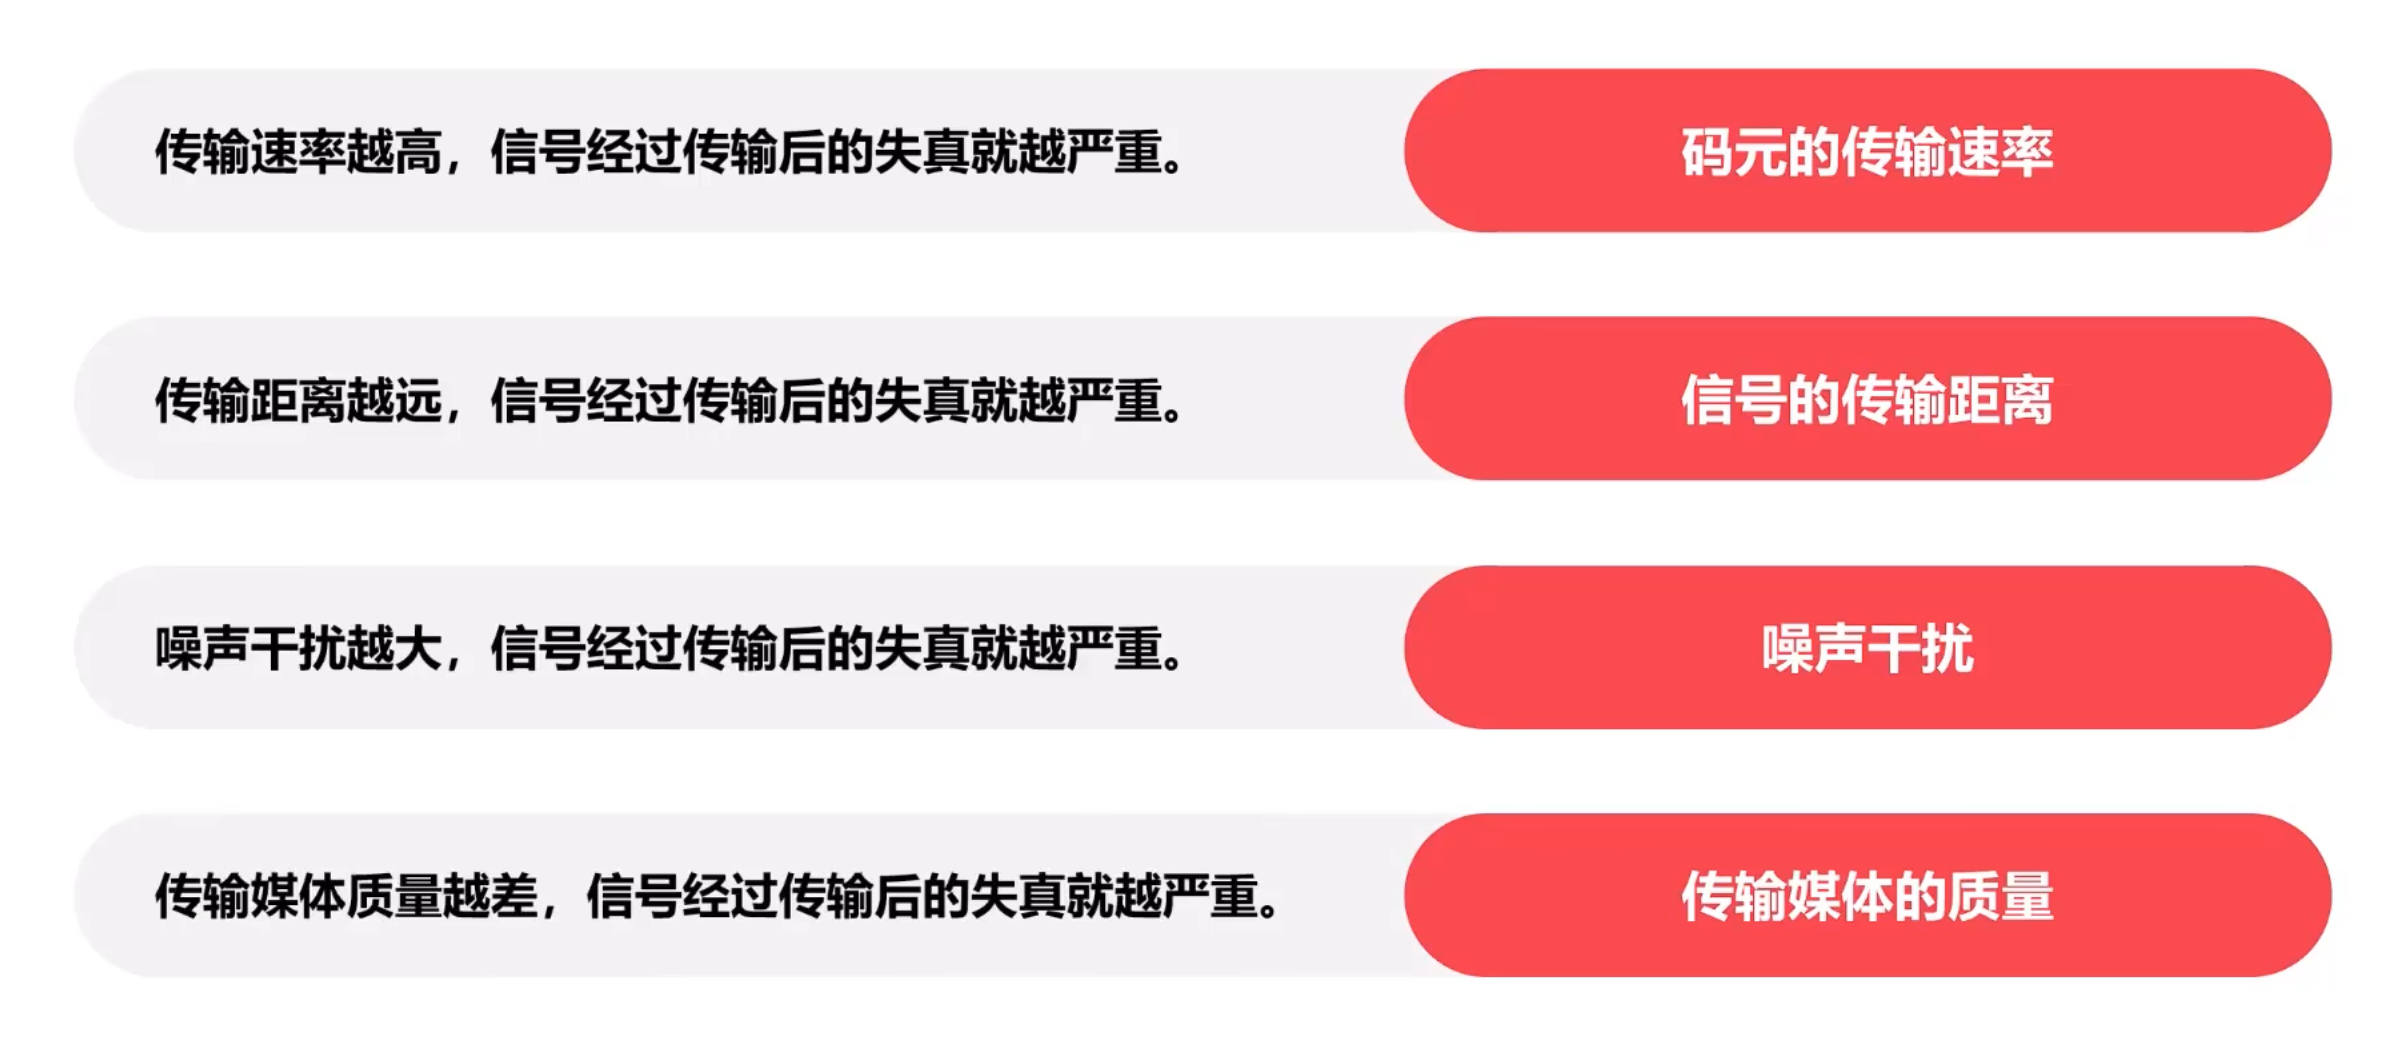 传输速率越高，信号经过传输后的失真就越严重。
码元的传输速率
传输距离越远，信号经过传输后的失真就越严重。
信号的传输距离
噪声干扰越大，信号经过传输后的失真就越严重。
噪声干扰
传输媒体质量越差，信号经过传输后的失真就越严重。
传输媒体的质量